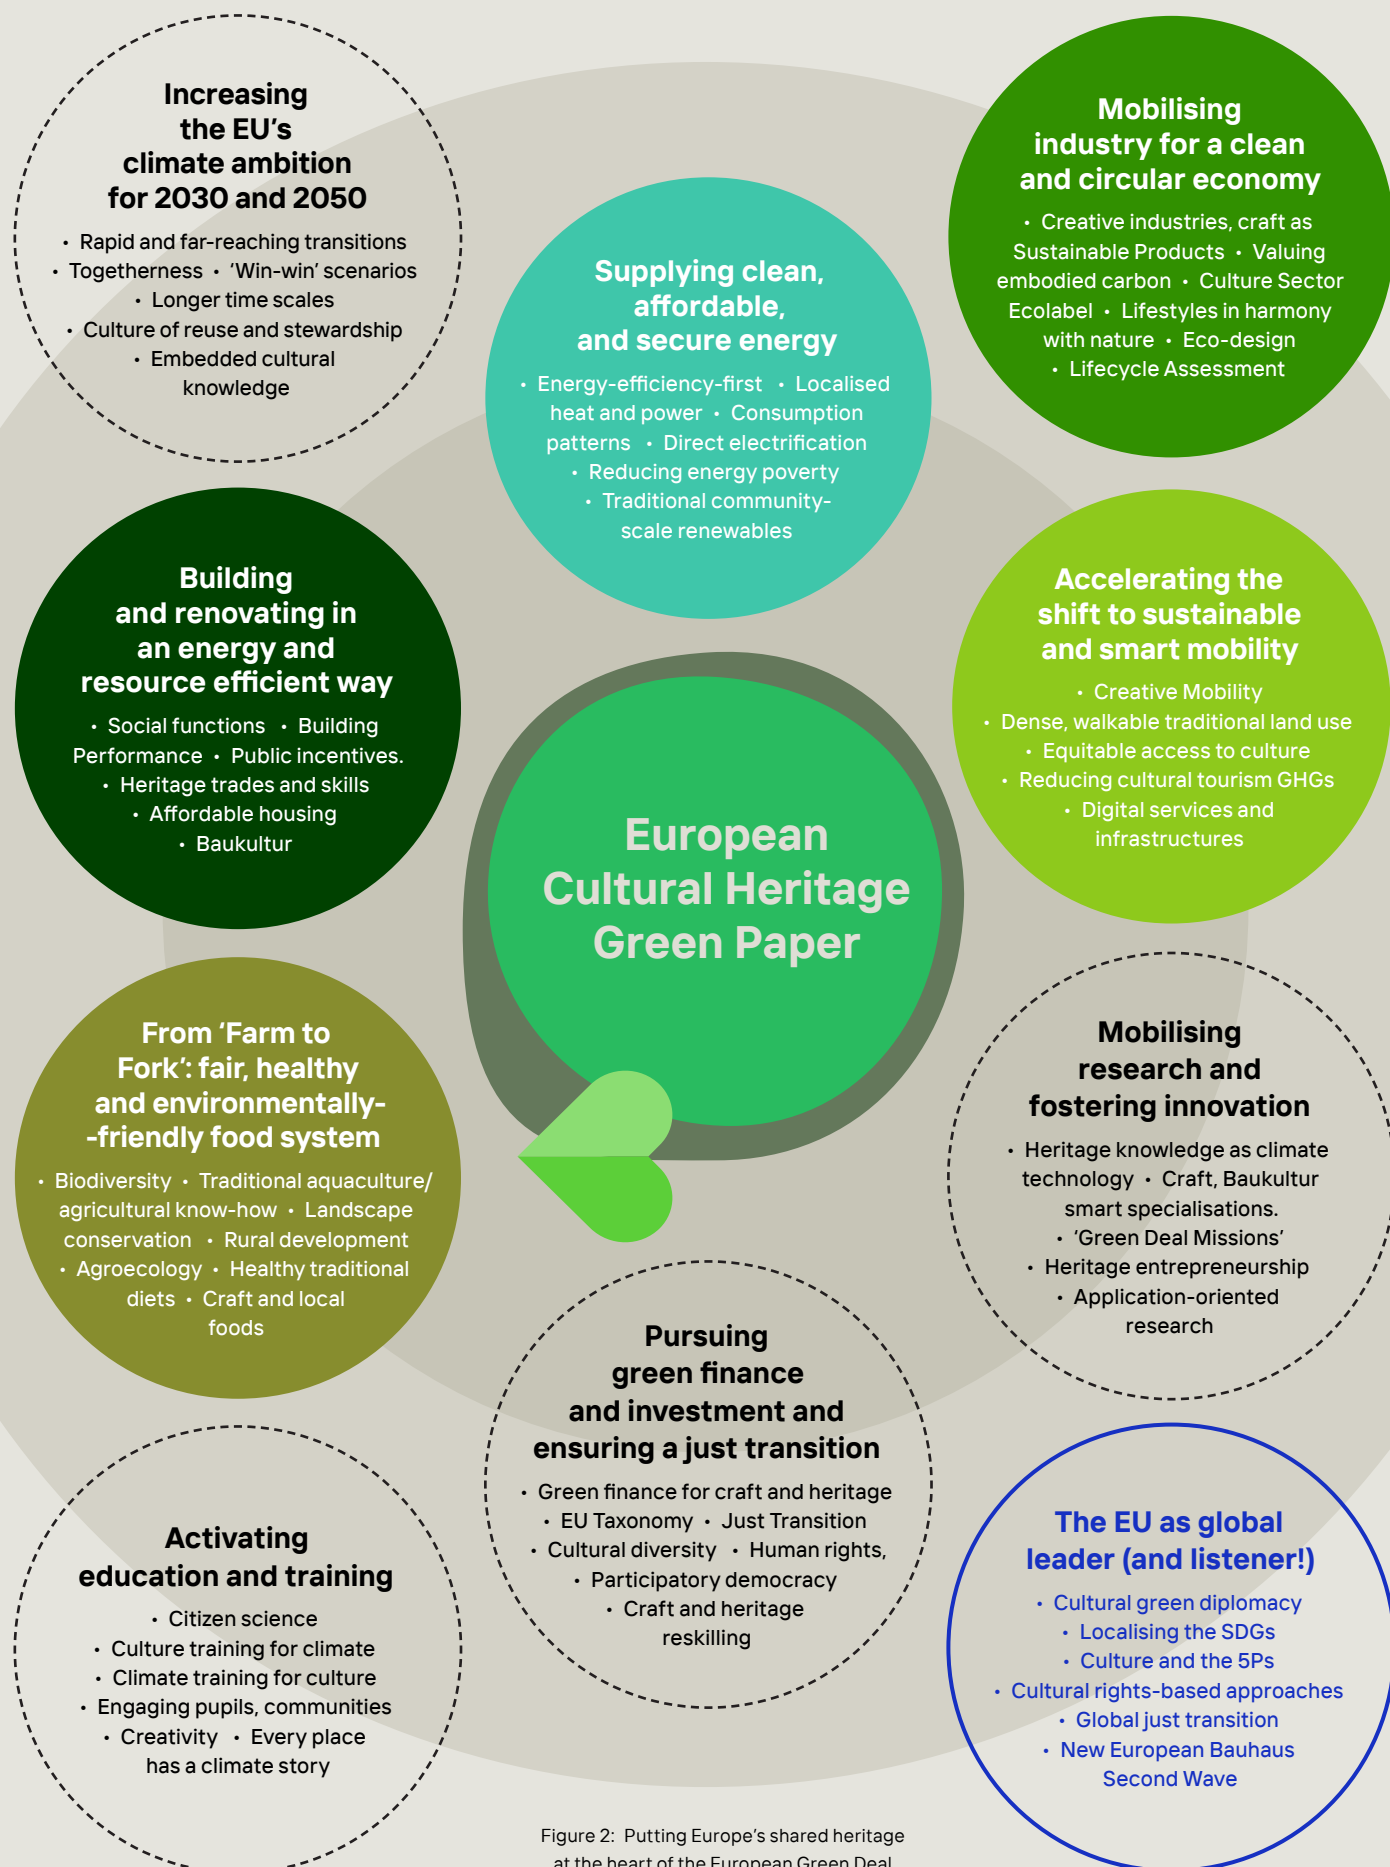 Increasing
the EU's
climate ambition
for 2030 and 2050
• Rapid and far-reaching transitions
• Togetherness • 'Win-win' scenarios
• Longer time scales
• Culture of reuse and stewardship
• Embedded cultural
knowledge
Supplying clean,
affordable,
and secure energy
• Energy-efficiency-first • Localised
heat and power • Consumption
patterns • Direct electrification
• Reducing energy poverty
• Traditional community-
scale renewables
Mobilising
industry for a clean
and circular economy
• Creative industries, craft as
Sustainable Products • Valuing
embodied carbon • Culture Sector
Ecolabel • Lifestyles in harmony
with nature • Eco-design
• Lifecycle Assessment
Building
and renovating in
an energy and
resource efficient way
• Social functions • Building
Performance • Public incentives.
• Heritage trades and skills
• Affordable housing
• Baukultur
Accelerating the
shift to sustainable
and smart mobility
• Creative Mobility
• Dense, walkable traditional land use
• Equitable access to culture
• Reducing cultural tourism GHGs
• Digital services and
infrastructures
European
Cultural Heritage
Green Paper
From 'Farm to
Fork': fair, healthy
and environmentally-
-friendly food system
• Biodiversity • Traditional aquaculture/
agricultural know-how • Landscape
conservation • Rural development
• Agroecology • Healthy traditional
diets • Craft and local
foods
Mobilising
research and
fostering innovation
• Heritage knowledge as climate
technology • Craft, Baukultur
smart specialisations.
• 'Green Deal Missions'
• Heritage entrepreneurship
• Application-oriented
research
Pursuing
green finance
and investment and
ensuring a just transition
• Green finance for craft and heritage
• EU Taxonomy • Just Transition
• Cultural diversity • Human rights,
• Participatory democracy
• Craft and heritage
reskilling
Activating
education and training
• Citizen science
• Culture training for climate
• Climate training for culture
• Engaging pupils, communities
• Creativity • Every place
has a climate story
The EU as global
leader (and listener!)
• Cultural green diplomacy
• Localising the SDGs
• Culture and the 5Ps
• Cultural rights-based approaches
• Global just transition
• New European Bauhaus
Second Wave
Figure 2: Putting Europe's shared heritage
at the heart of the European Green Deal